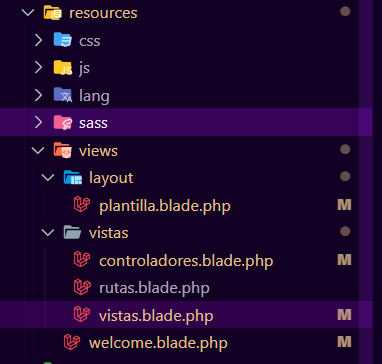 resources
css
js
lang
sass
views
layout
plantilla.blade.php M
vistas
controladores.blade.php M
rutas.blade.php
vistas.blade.php M
welcome.blade.php M